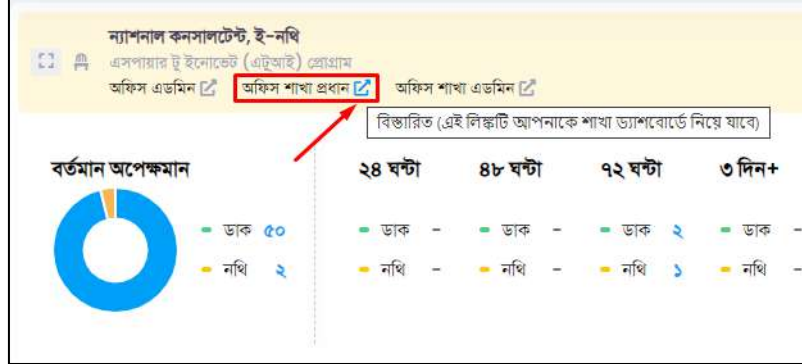 ন্যাশনাল কনসালটেন্ট, ই-নথি
এসপায়ার টু ইনোভেট (এটুআই) প্রোগ্রাম
অফিস এডমিন অফিস শাখা প্রধান অফিস শাখা এডমিন
বিস্তারিত (এই লিঙ্কটি আপনাকে শাখা ড্যাশবোর্ডে নিয়ে যাবে)
বর্তমান অপেক্ষমান ২৪ ঘন্টা ৪৮ ঘন্টা ৭২ ঘন্টা ৩ দিন+
ডাক ৫০ ডাক - ডাক - ডাক ২ ডাক -
নথি ২ নথি - নথি - নথি ১ নথি -